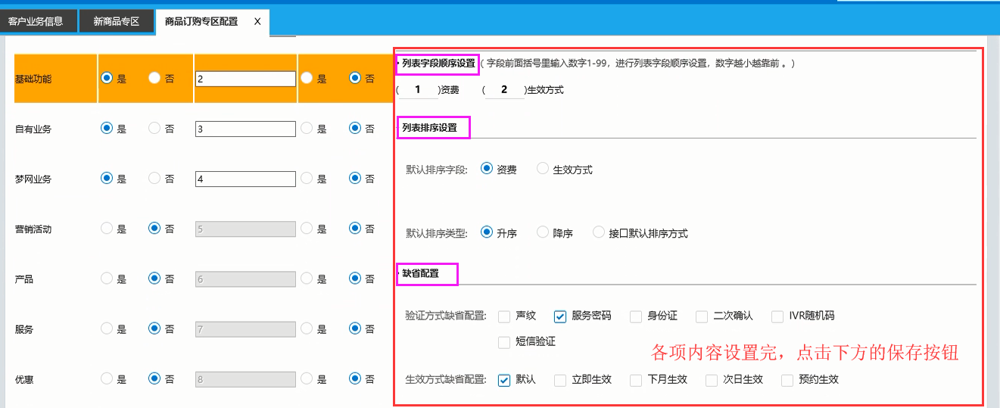 客户业务信息 新商品专区 商品订购专区配置 X
基础功能 是 否 2 是 否
自有业务 是 否 3 是 否
梦网业务 是 否 4 是 否
营销活动 是 否 5 是 否
产品 是 否 6 是 否
服务 是 否 7 是 否
优惠 是 否 8 是 否
列表字段顺序设置 ( 字段前面括号里输入数字1-99，进行列表字段顺序设置，数字越小越靠前 。)
( 1 )资费 ( 2 )生效方式
列表排序设置
默认排序字段: 资费 生效方式
默认排序类型: 升序 降序 接口默认排序方式
缺省配置
验证方式缺省配置: 声纹 服务密码 身份证 二次确认 IVR随机码
短信验证
各项内容设置完，点击下方的保存按钮
生效方式缺省配置: 默认 立即生效 下月生效 次日生效 预约生效